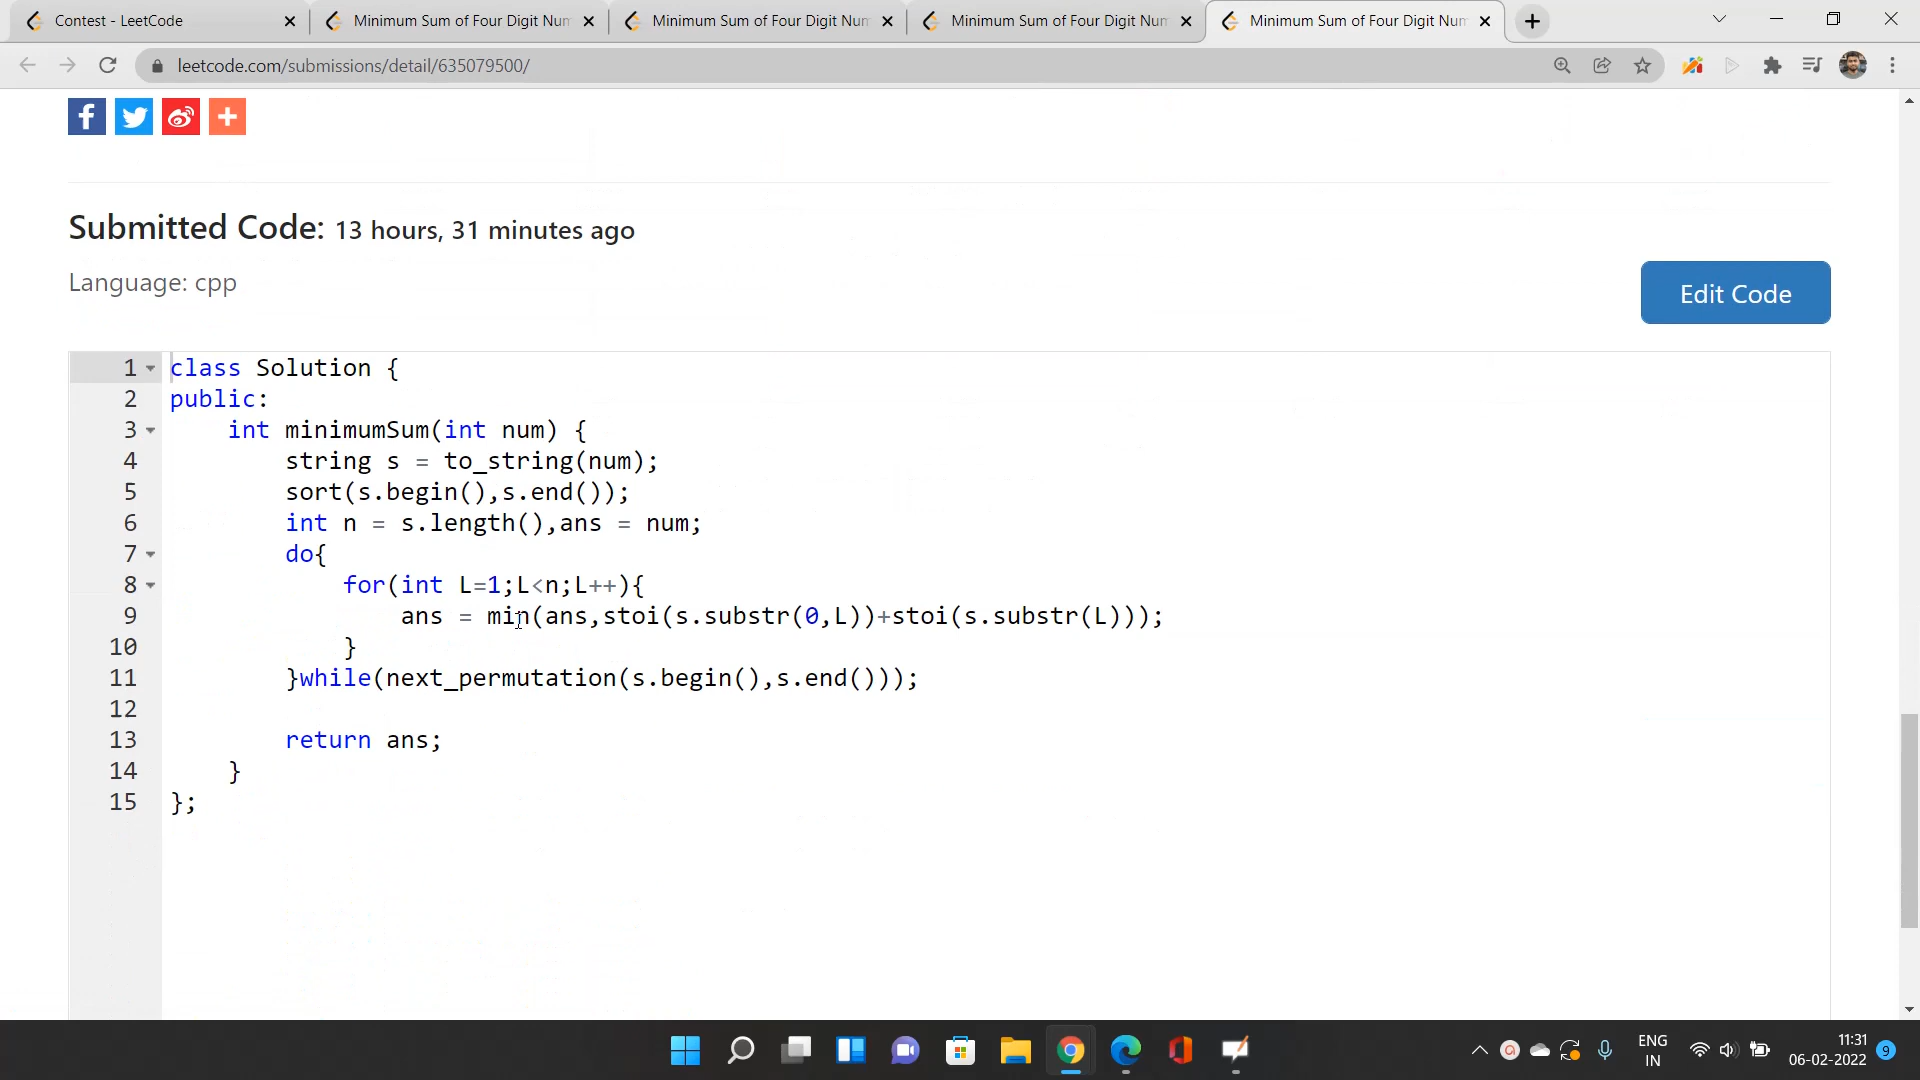 Contest - LeetCode
Minimum Sum of Four Digit Num
Minimum Sum of Four Digit Num
Minimum Sum of Four Digit Num
Minimum Sum of Four Digit Num
leetcode.com/submissions/detail/635079500/
Submitted Code: 13 hours, 31 minutes ago
Language: cpp
Edit Code
1 class Solution {
2 public:
3     int minimumSum(int num) {
4         string s = to_string(num);
5         sort(s.begin(),s.end());
6         int n = s.length(),ans = num;
7         do{
8             for(int L=1;L<n;L++){
9                 ans = min(ans,stoi(s.substr(0,L))+stoi(s.substr(L)));
10             }
11         }while(next_permutation(s.begin(),s.end()));
12
13         return ans;
14     }
15 };
ENG
IN
11:31
06-02-2022
9